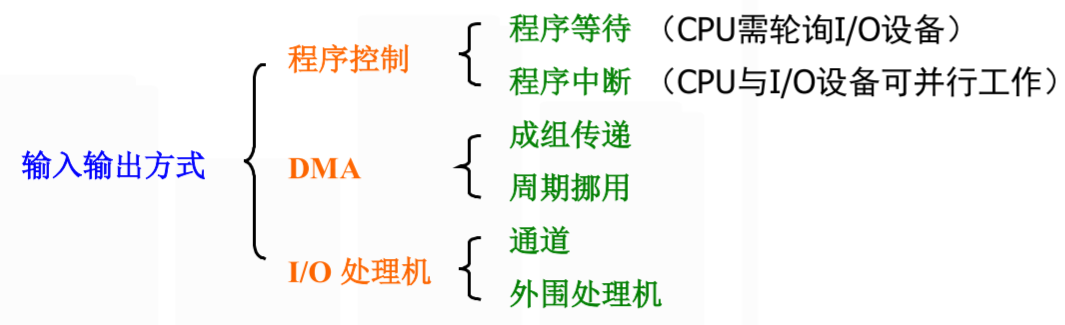 程序等待 （CPU需轮询I/O设备）
程序控制
程序中断 （CPU与I/O设备可并行工作）
成组传递
输入输出方式
DMA
周期挪用
通道
I/O 处理机
外围处理机